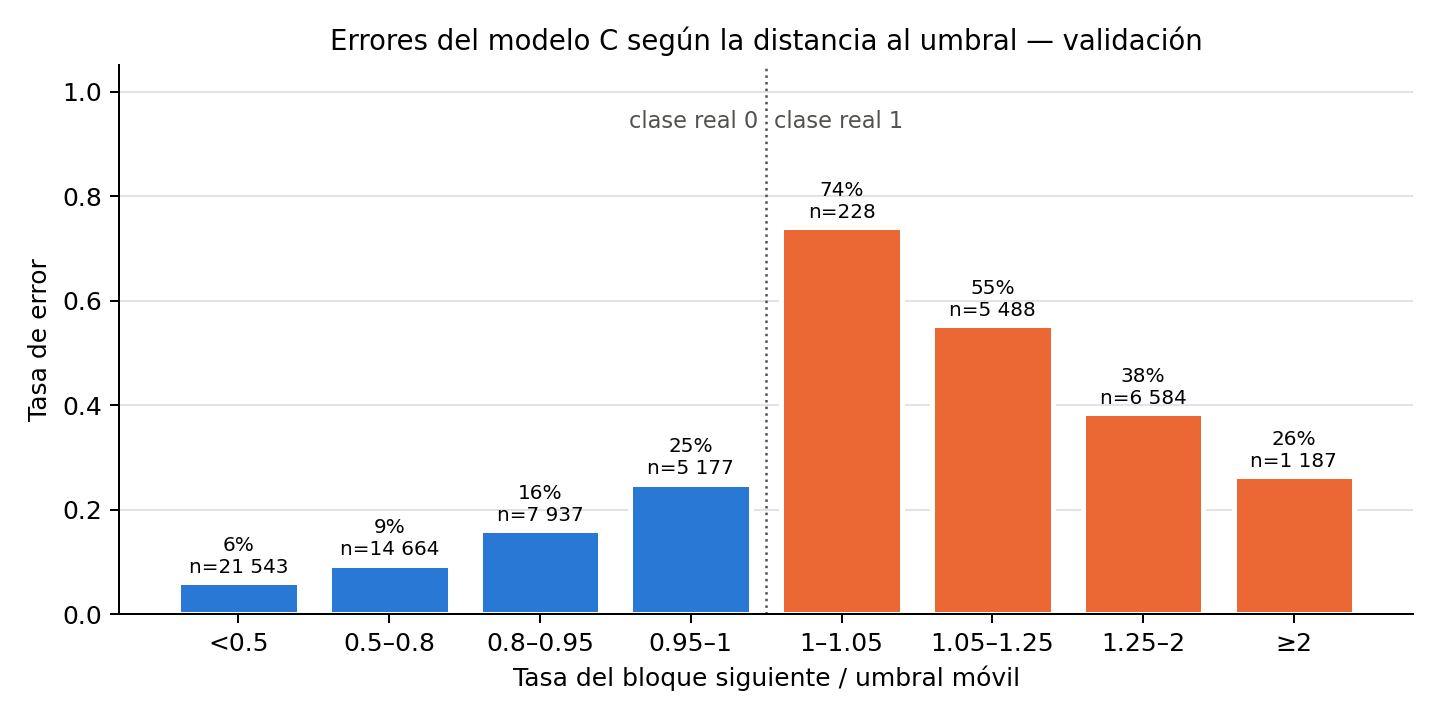 Errores del modelo C según la distancia al umbral — validación
Tasa de error
1.0
0.8
0.6
0.4
0.2
0.0
clase real 0
clase real 1
6%
n=21 543
9%
n=14 664
16%
n=7 937
25%
n=5 177
74%
n=228
55%
n=5 488
38%
n=6 584
26%
n=1 187
<0.5
0.5–0.8
0.8–0.95
0.95–1
1–1.05
1.05–1.25
1.25–2
≥2
Tasa del bloque siguiente / umbral móvil